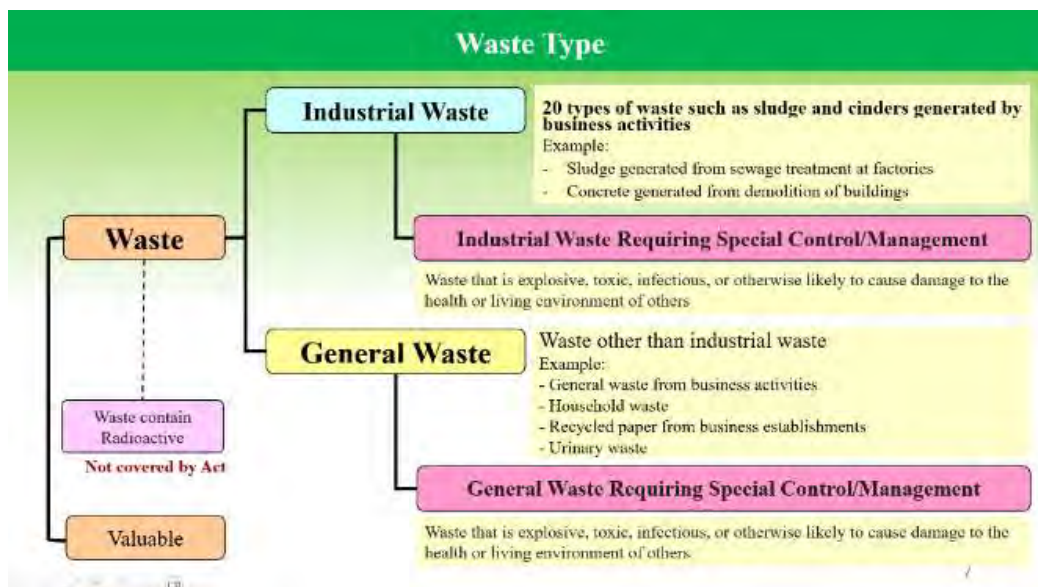 Waste Type
Industrial Waste
20 types of waste such as sludge and cinders generated by
business activities
Example:
- Sludge generated from sewage treatment at factories
- Concrete generated from demolition of buildings
Waste
Industrial Waste Requiring Special Control/Management
Waste that is explosive, toxic, infectious, or otherwise likely to cause damage to the
health or living environment of others
General Waste
Waste other than industrial waste
Example:
- General waste from business activities
- Household waste
- Recycled paper from business establishments
- Urinary waste
Waste contain
Radioactive
Not covered by Act
General Waste Requiring Special Control/Management
Valuable
Waste that is explosive, toxic, infectious, or otherwise likely to cause damage to the
health or living environment of others